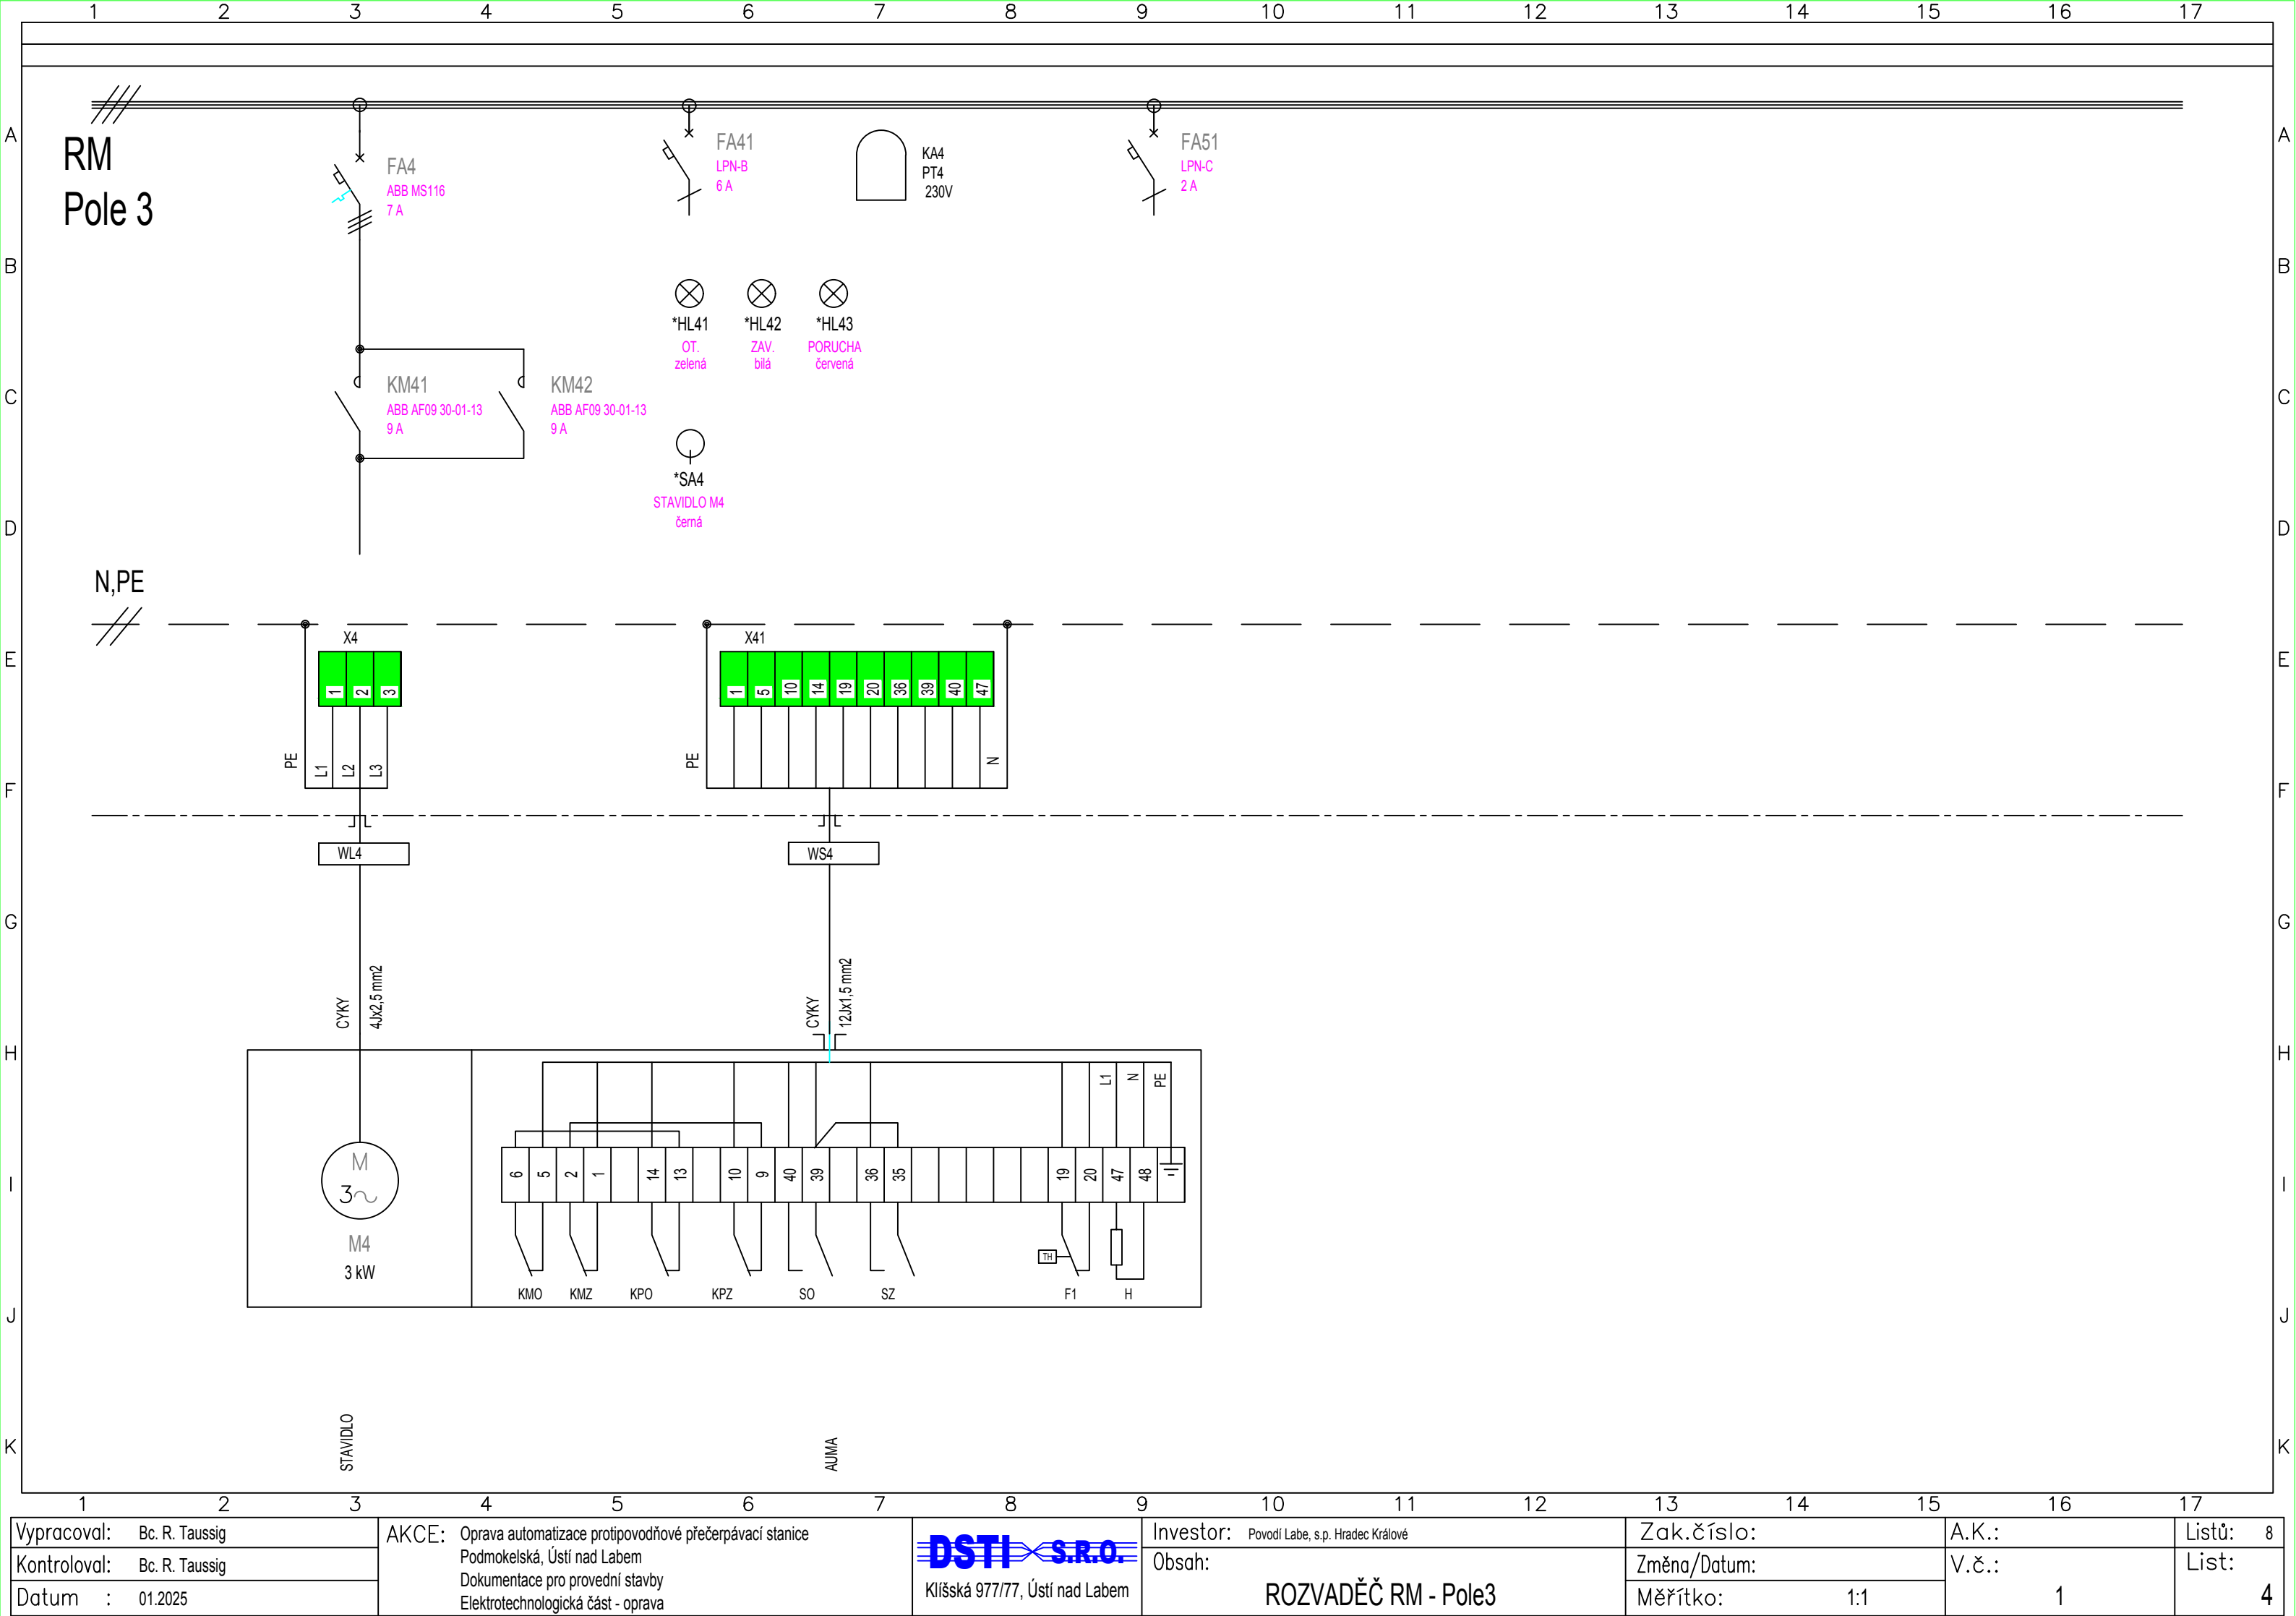 1 2 3 4 5 6 7 8 9 10 11 12 13 14 15 16 17
A A
RM
Pole 3
FA4
ABB MS116
7 A
FA41
LPN-B
6 A
KA4
PT4
230V
FA51
LPN-C
2 A
B B
*HL41 *HL42 *HL43
OT. ZAV. PORUCHA
zelená bílá červená
C C
KM41
ABB AF09 30-01-13
9 A
KM42
ABB AF09 30-01-13
9 A
*SA4
STAVIDLO M4
černá
D D
N,PE
E E
X4
1 2 3
X41
1 5 10 14 19 20 36 39 40 47
PE L1 L2 L3
PE N
F F
WL4
WS4
G G
CYKY
4Jx2,5 mm2
CYKY
12Jx1,5 mm2
H H
L1 N PE
6 5 2 1 14 13 10 9 40 39 36 35 19 20 47 48
I I
M
3
M4
3 kW
TH
KMO KMZ KPO KPZ SO SZ F1 H
J J
STAVIDLO
AUMA
K K
1 2 3 4 5 6 7 8 9 10 11 12 13 14 15 16 17
Vypracoval: Bc. R. Taussig
Kontroloval: Bc. R. Taussig
Datum : 01.2025
AKCE: Oprava automatizace protipovodňové přečerpávací stanice
Podmokelská, Ústí nad Labem
Dokumentace pro provední stavby
Elektrotechnologická část - oprava
DSTI S.R.O.
Klíšská 977/77, Ústí nad Labem
Investor: Povodí Labe, s.p. Hradec Králové
Obsah:
ROZVADĚČ RM - Pole3
Zak.číslo:
Změna/Datum:
Měřítko: 1:1
A.K.:
V.č.:
1
Listů: 8
List:
4